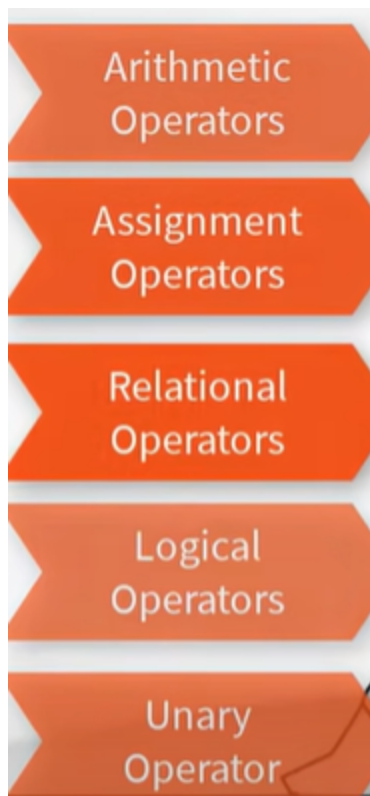 Arithmetic
Operators
Assignment
Operators
Relational
Operators
Logical
Operators
Unary
Operator